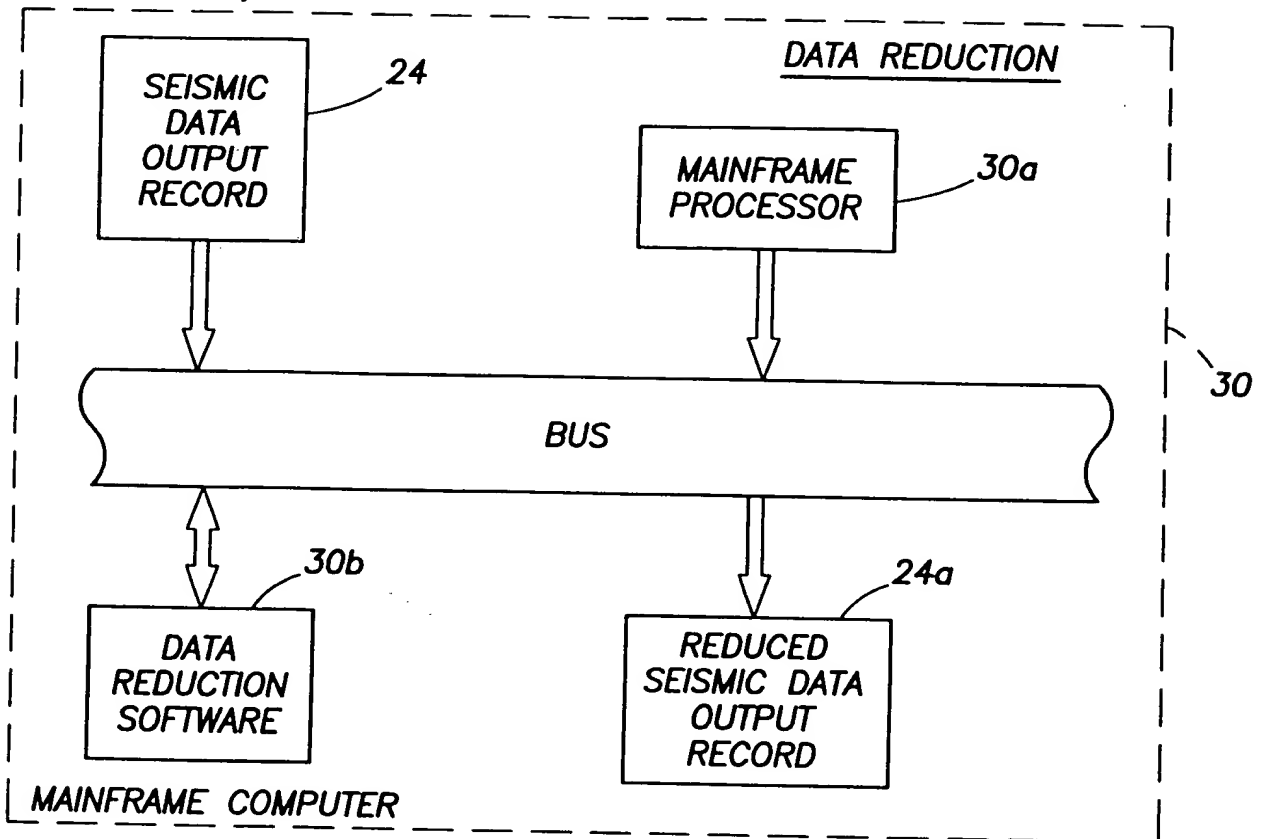 DATA REDUCTION
SEISMIC
DATA
OUTPUT
RECORD
24
MAINFRAME
PROCESSOR
30a
30
BUS
30b
DATA
REDUCTION
SOFTWARE
24a
REDUCED
SEISMIC DATA
OUTPUT
RECORD
MAINFRAME COMPUTER